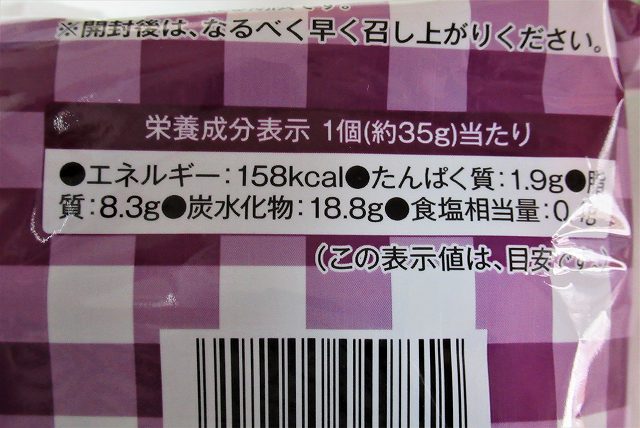 ※開封後は、なるべく早く召し上がりください。
栄養成分表示 1個(約35g)当たり
●エネルギー：158kcal●たんぱく質：1.9g●脂
質：8.3g●炭水化物：18.8g●食塩相当量：0.
(この表示値は、目安です。